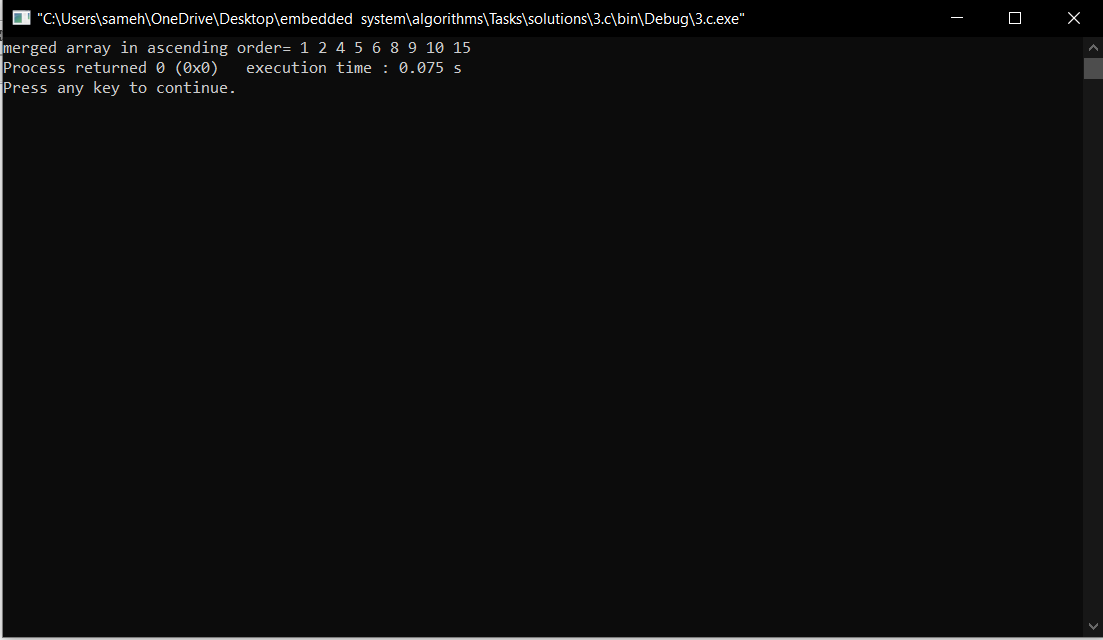 "C:\Users\sameh\OneDrive\Desktop\embedded  system\algorithms\Tasks\solutions\3.c\bin\Debug\3.c.exe"
merged array in ascending order= 1 2 4 5 6 8 9 10 15
Process returned 0 (0x0)   execution time : 0.075 s
Press any key to continue.